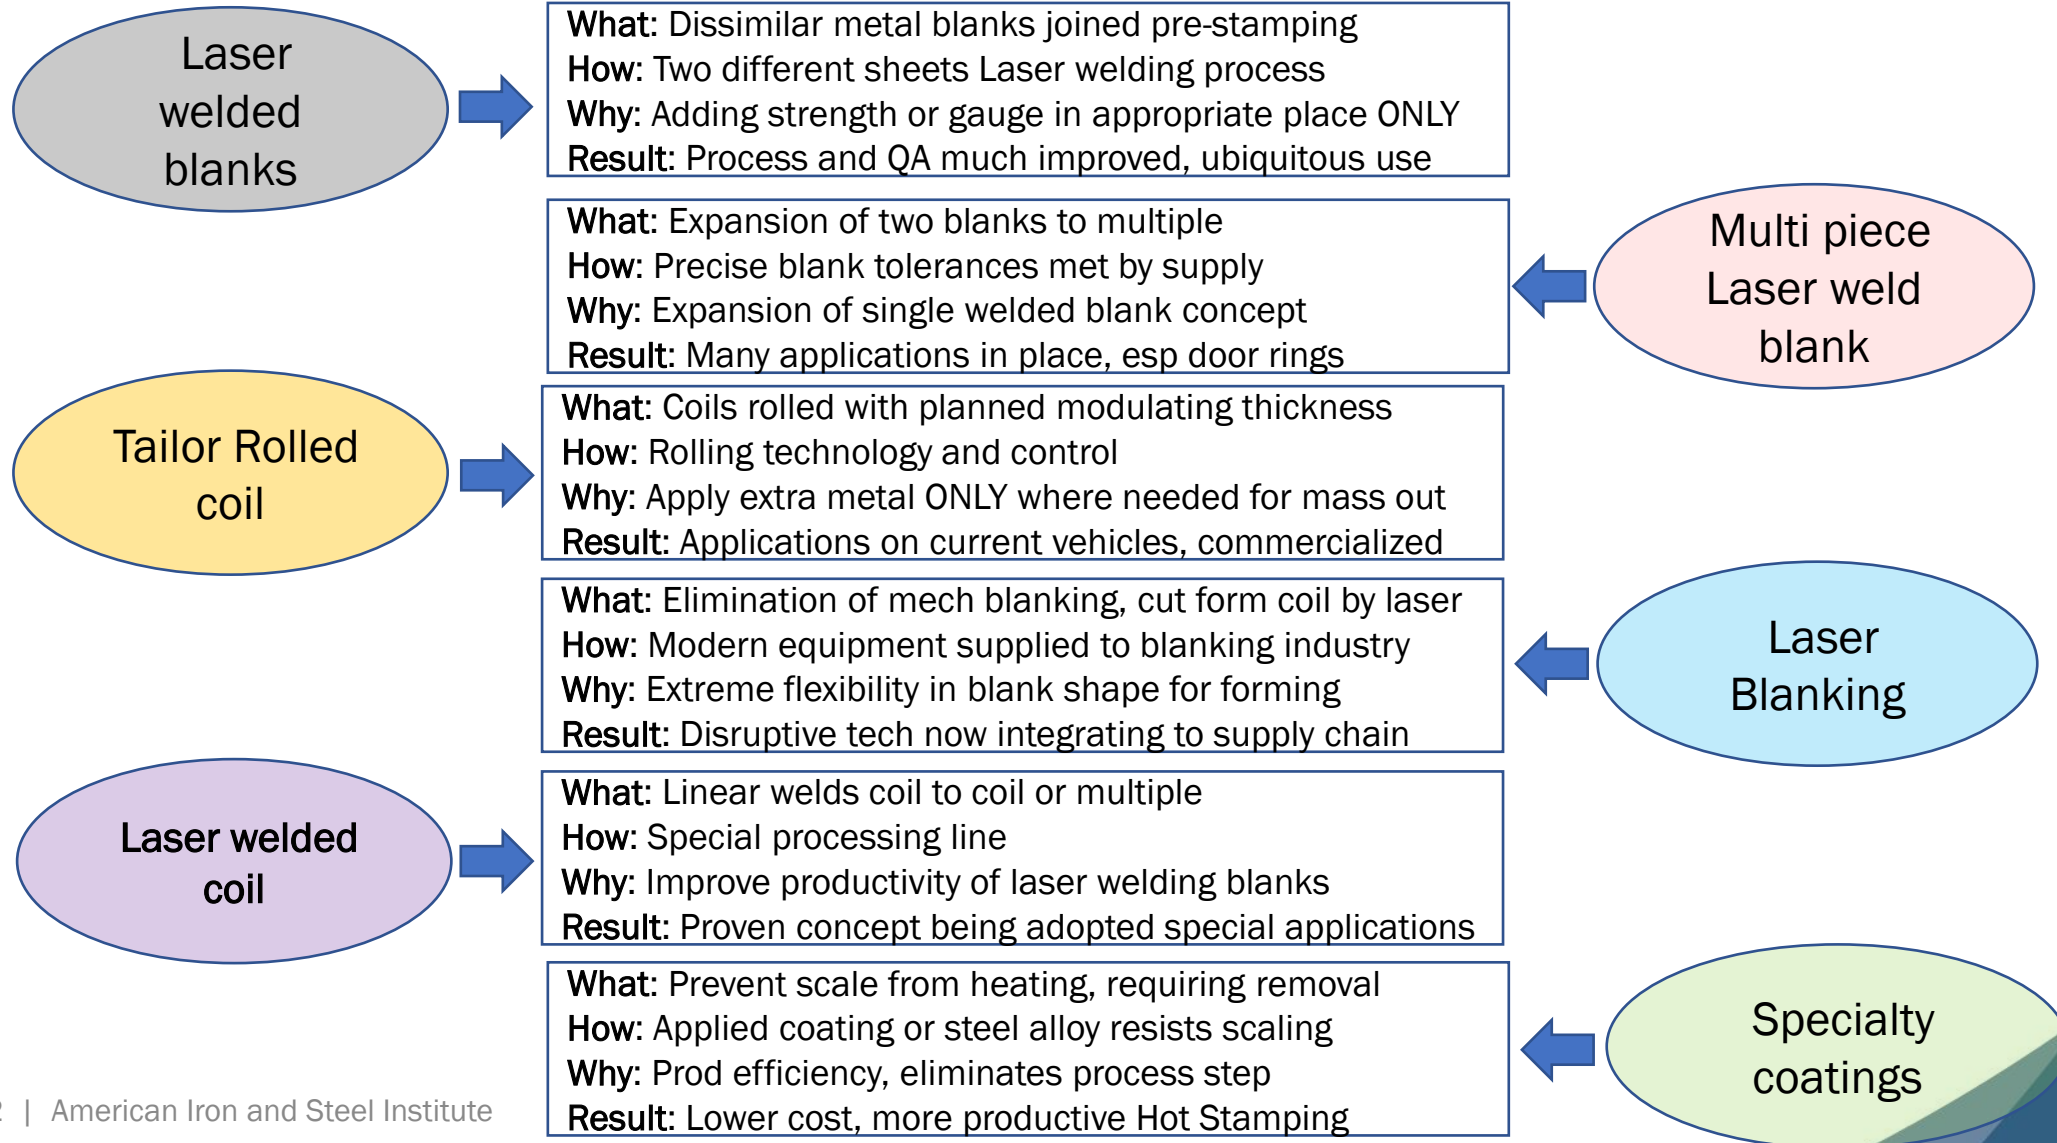 Laser
welded
blanks
What: Dissimilar metal blanks joined pre-stamping
How: Two different sheets Laser welding process
Why: Adding strength or gauge in appropriate place ONLY
Result: Process and QA much improved, ubiquitous use
Multi piece
Laser weld
blank
What: Expansion of two blanks to multiple
How: Precise blank tolerances met by supply
Why: Expansion of single welded blank concept
Result: Many applications in place, esp door rings
Tailor Rolled
coil
What: Coils rolled with planned modulating thickness
How: Rolling technology and control
Why: Apply extra metal ONLY where needed for mass out
Result: Applications on current vehicles, commercialized
Laser
Blanking
What: Elimination of mech blanking, cut form coil by laser
How: Modern equipment supplied to blanking industry
Why: Extreme flexibility in blank shape for forming
Result: Disruptive tech now integrating to supply chain
Laser welded
coil
What: Linear welds coil to coil or multiple
How: Special processing line
Why: Improve productivity of laser welding blanks
Result: Proven concept being adopted special applications
Specialty
coatings
What: Prevent scale from heating, requiring removal
How: Applied coating or steel alloy resists scaling
Why: Prod efficiency, eliminates process step
Result: Lower cost, more productive Hot Stamping
2 | American Iron and Steel Institute